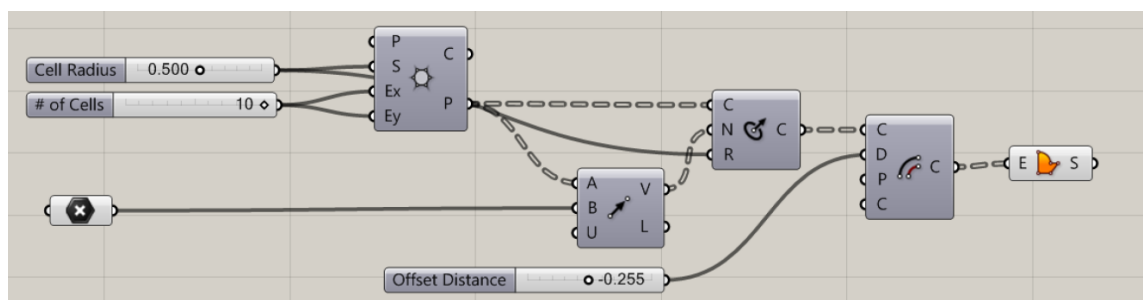 P
S
Ex
Ey
C
P
Cell Radius 0.500
# of Cells 10
C
N
R
C
A
B
U
V
L
C
D
P
C
C
E S
Offset Distance -0.255